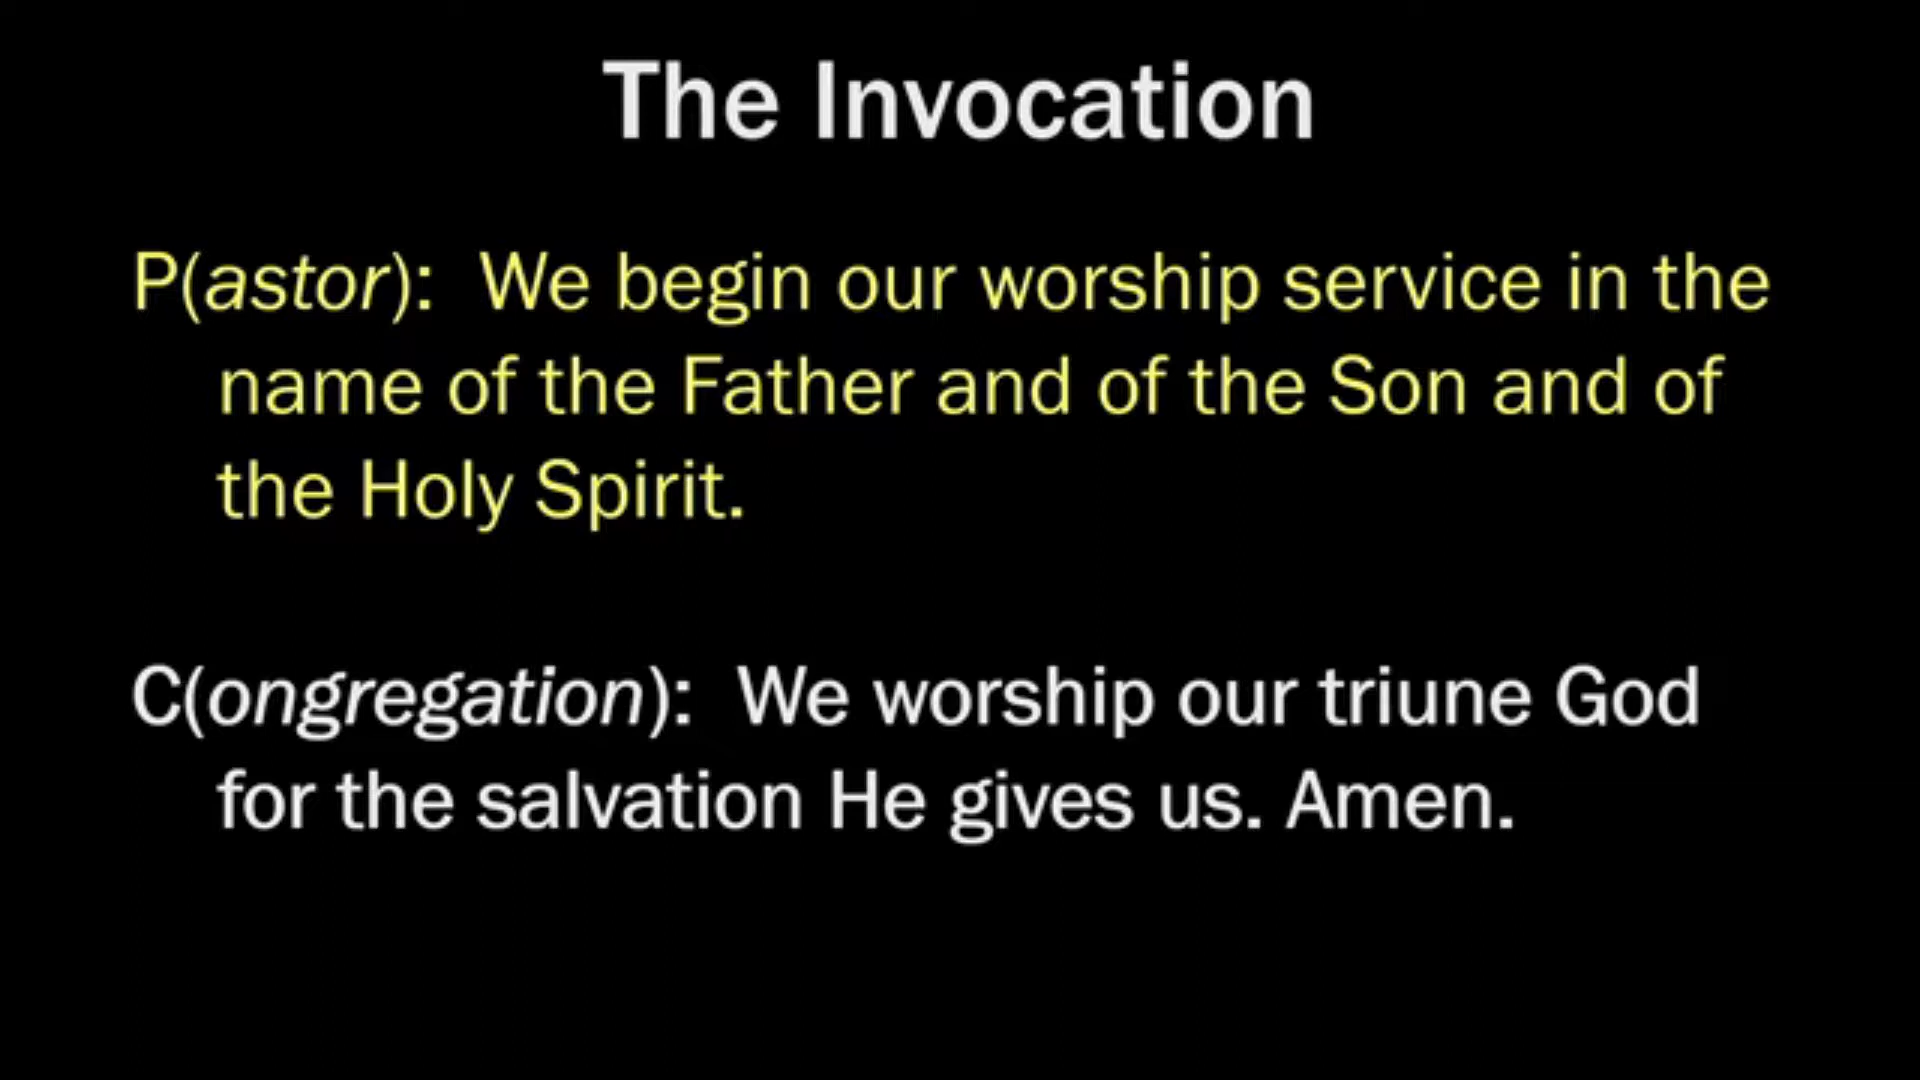 The Invocation
P(astor): We begin our worship service in the
name of the Father and of the Son and of
the Holy Spirit.
C(ongregation): We worship our triune God
for the salvation He gives us. Amen.